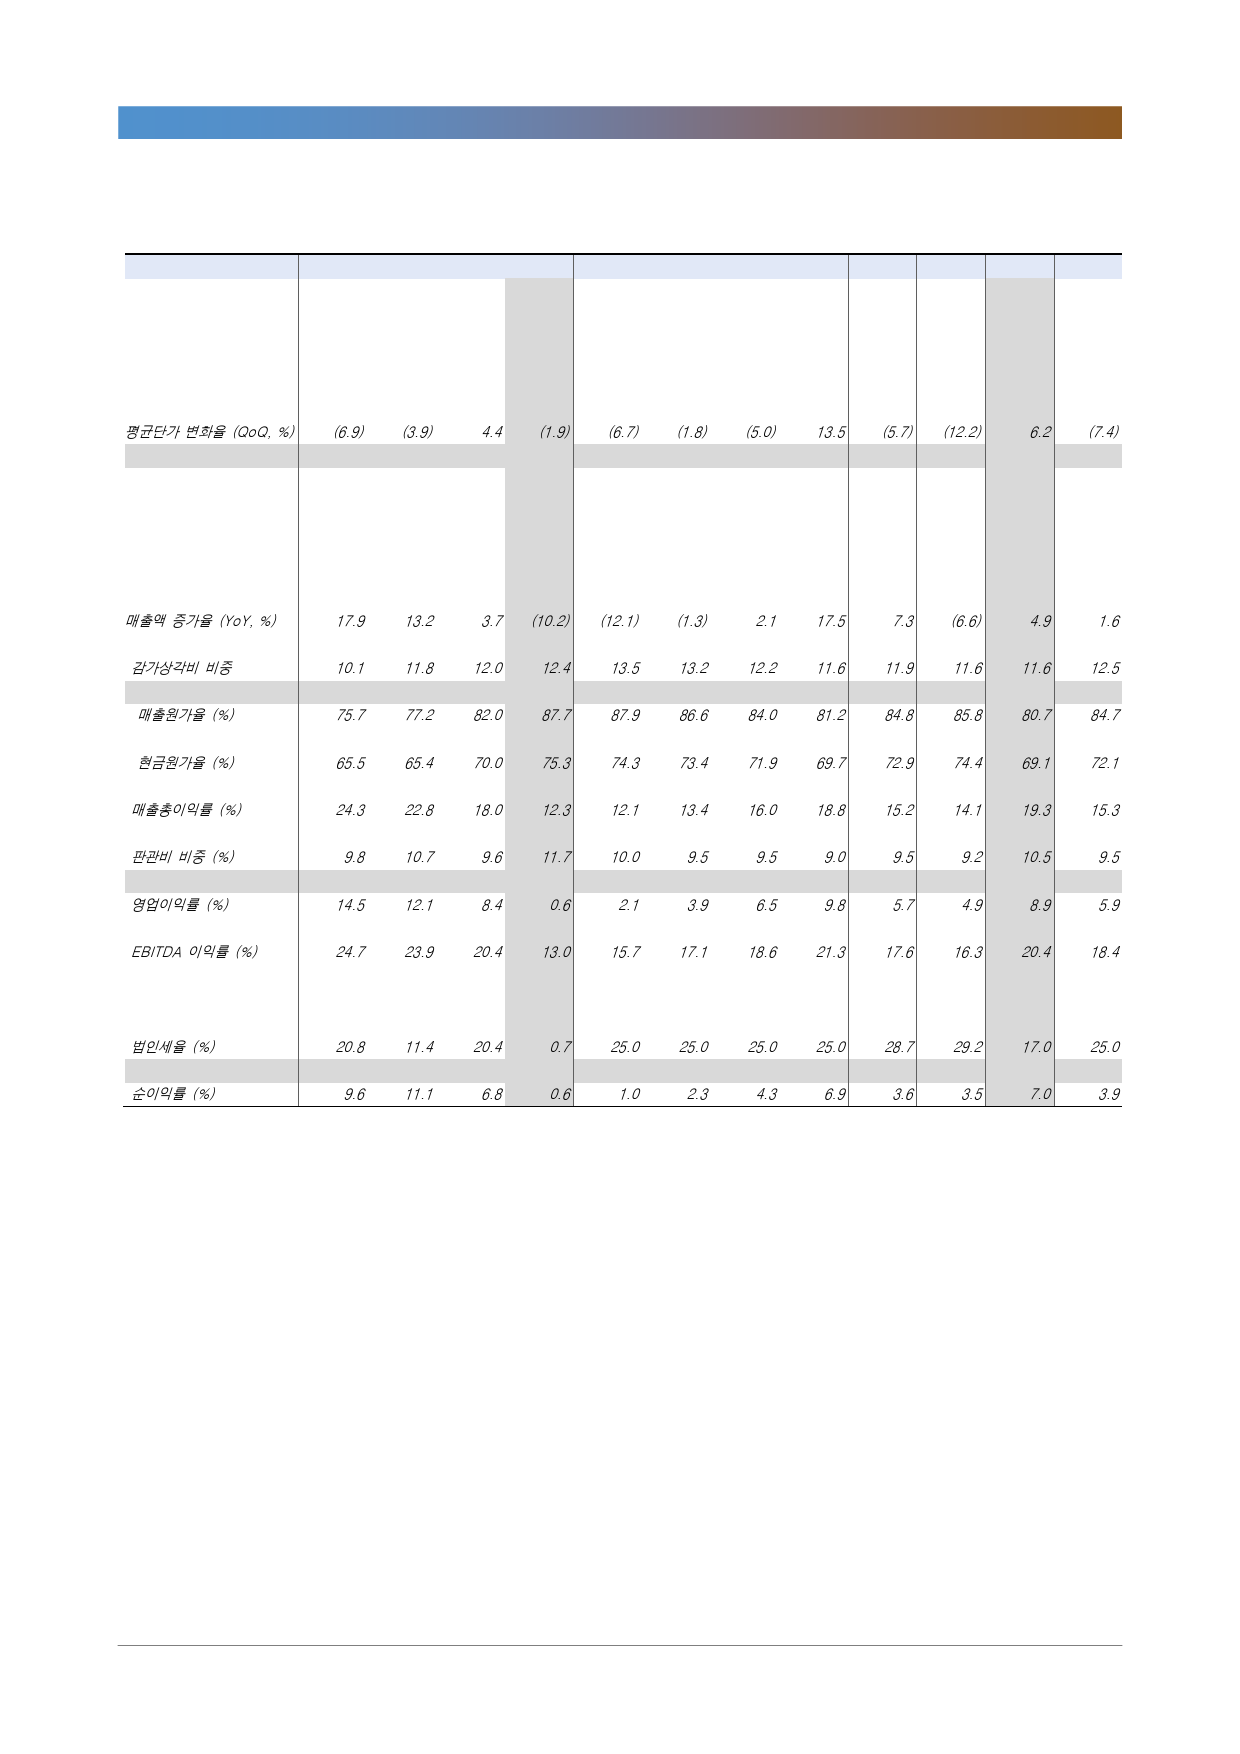 평균단가 변화율 (QoQ, %) (6.9) (3.9) 4.4 (1.9) (6.7) (1.8) (5.0) 13.5 (5.7) (12.2) 6.2 (7.4)
매출액 증가율 (YoY, %) 17.9 13.2 3.7 (10.2) (12.1) (1.3) 2.1 17.5 7.3 (6.6) 4.9 1.6
감가상각비 비중 10.1 11.8 12.0 12.4 13.5 13.2 12.2 11.6 11.9 11.6 11.6 12.5
매출원가율 (%) 75.7 77.2 82.0 87.7 87.9 86.6 84.0 81.2 84.8 85.8 80.7 84.7
현금원가율 (%) 65.5 65.4 70.0 75.3 74.3 73.4 71.9 69.7 72.9 74.4 69.1 72.1
매출총이익률 (%) 24.3 22.8 18.0 12.3 12.1 13.4 16.0 18.8 15.2 14.1 19.3 15.3
판관비 비중 (%) 9.8 10.7 9.6 11.7 10.0 9.5 9.5 9.0 9.5 9.2 10.5 9.5
영업이익률 (%) 14.5 12.1 8.4 0.6 2.1 3.9 6.5 9.8 5.7 4.9 8.9 5.9
EBITDA 이익률 (%) 24.7 23.9 20.4 13.0 15.7 17.1 18.6 21.3 17.6 16.3 20.4 18.4
법인세율 (%) 20.8 11.4 20.4 0.7 25.0 25.0 25.0 25.0 28.7 29.2 17.0 25.0
순이익률 (%) 9.6 11.1 6.8 0.6 1.0 2.3 4.3 6.9 3.6 3.5 7.0 3.9